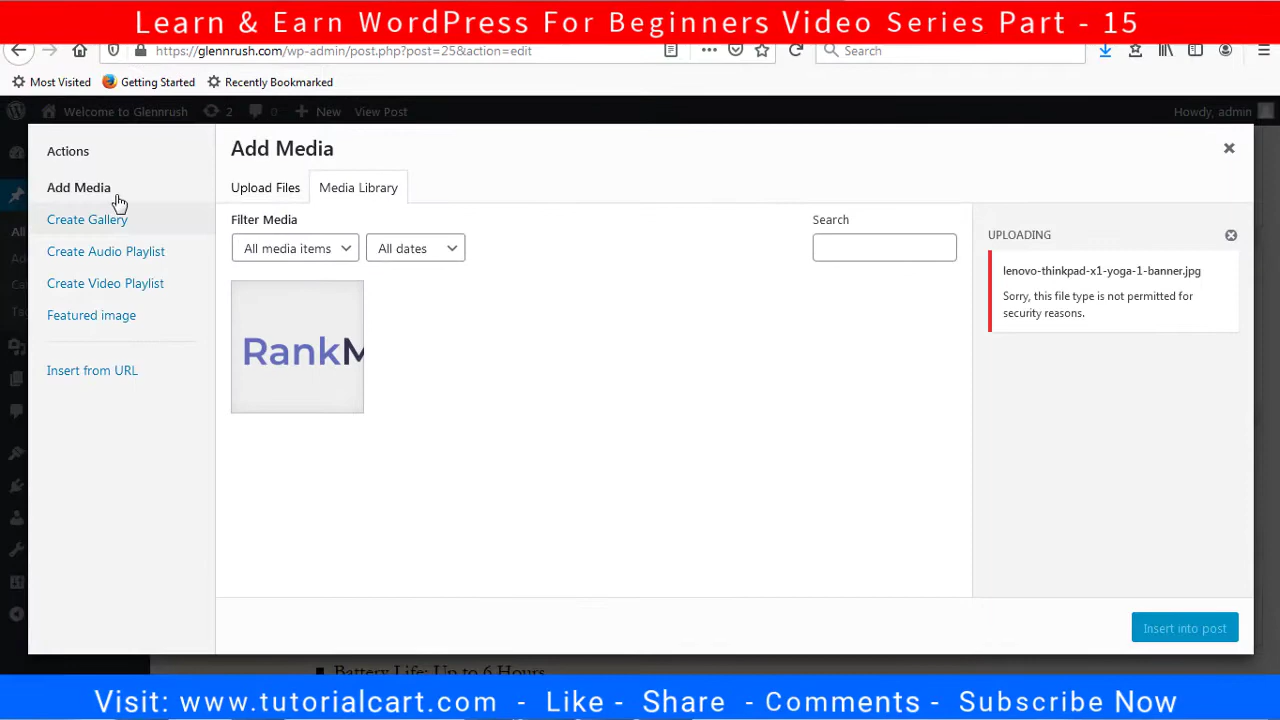 Learn & Earn WordPress For Beginners Video Series Part - 15
https://glennrush.com/wp-admin/post.php?post=25&action=edit
Search
Most Visited Getting Started Recently Bookmarked
Welcome to Glennrush 2 0 New View Post Howdy, admin
Actions
Add Media
Create Gallery
Create Audio Playlist
Create Video Playlist
Featured image
Insert from URL
Add Media
Upload Files Media Library
Filter Media
All media items All dates
Search
RankM
UPLOADING
lenovo-thinkpad-x1-yoga-1-banner.jpg
Sorry, this file type is not permitted for
security reasons.
Insert into post
Battery Life: Up to 6 Hours
Visit: www.tutorialcart.com - Like - Share - Comments - Subscribe Now